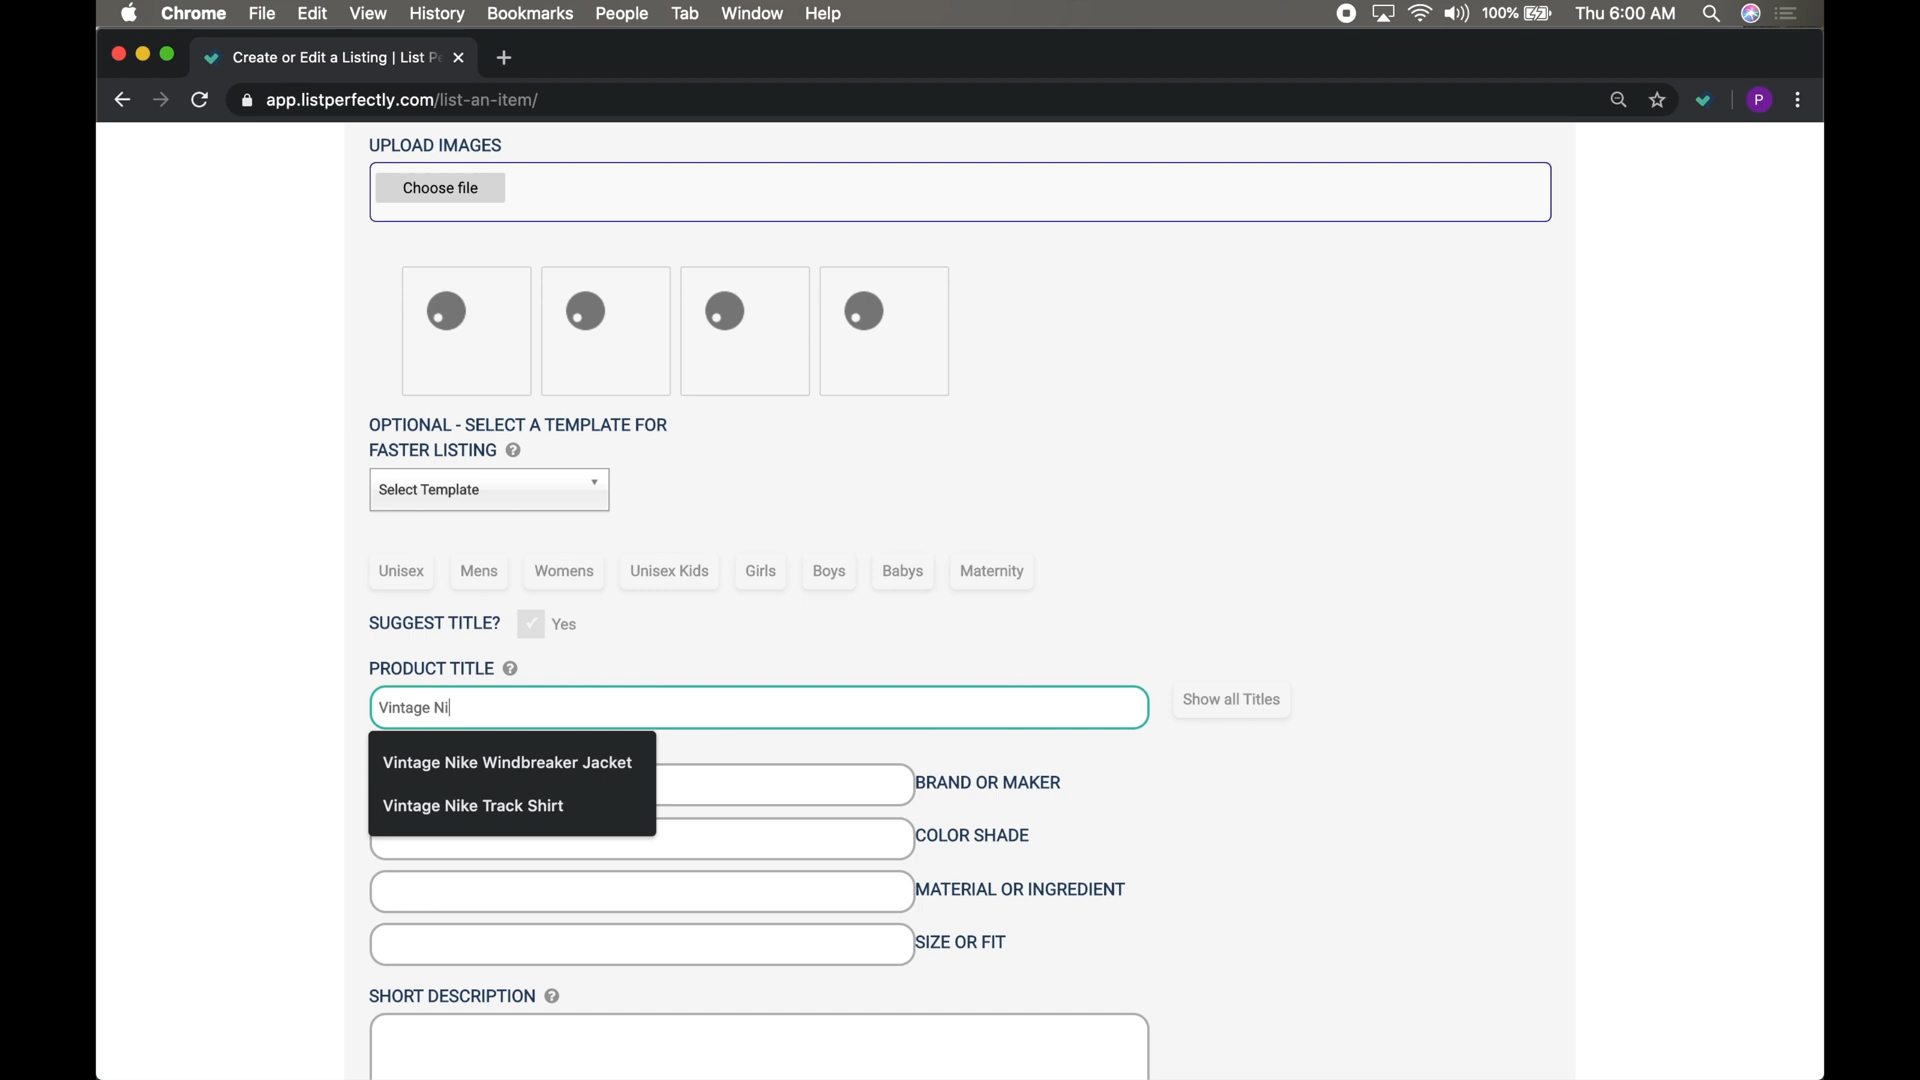 Chrome File Edit View History Bookmarks People Tab Window Help 100% Thu 6:00 AM
Create or Edit a Listing | List Pe
app.listperfectly.com/list-an-item/
P
UPLOAD IMAGES
Choose file
OPTIONAL - SELECT A TEMPLATE FOR
FASTER LISTING ?
Select Template
Unisex Mens Womens Unisex Kids Girls Boys Babys Maternity
SUGGEST TITLE? Yes
PRODUCT TITLE ?
Vintage Ni Show all Titles
Vintage Nike Windbreaker Jacket
BRAND OR MAKER
Vintage Nike Track Shirt
COLOR SHADE
MATERIAL OR INGREDIENT
SIZE OR FIT
SHORT DESCRIPTION ?